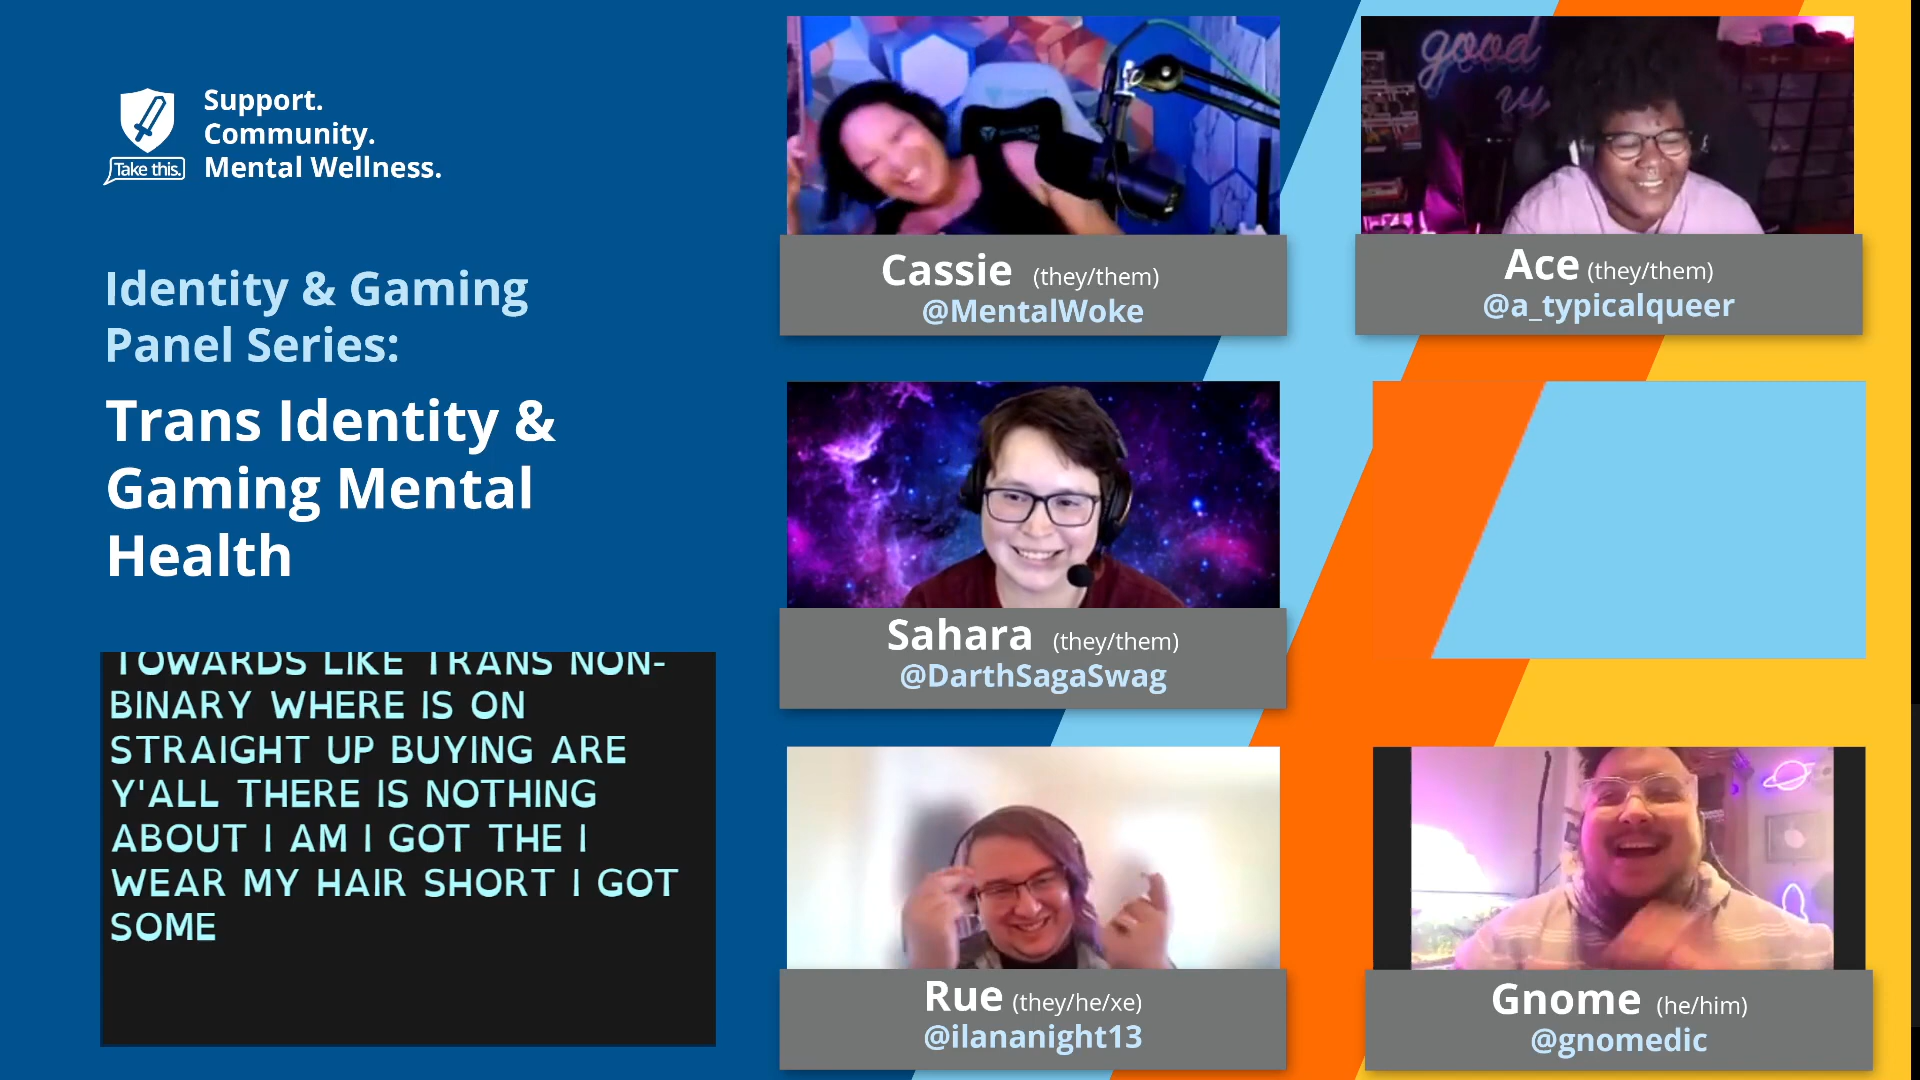 Support.
Community.
Mental Wellness.
Take this.
Identity & Gaming
Panel Series:
Trans Identity &
Gaming Mental
Health
TOWARDS LIKE TRANS NON-
BINARY WHERE IS ON
STRAIGHT UP BUYING ARE
Y'ALL THERE IS NOTHING
ABOUT I AM I GOT THE I
WEAR MY HAIR SHORT I GOT
SOME
Cassie (they/them)
@MentalWoke
good
Ace (they/them)
@a_typicalqueer
Sahara (they/them)
@DarthSagaSwag
Rue (they/he/xe)
@ilananight13
Gnome (he/him)
@gnomedic